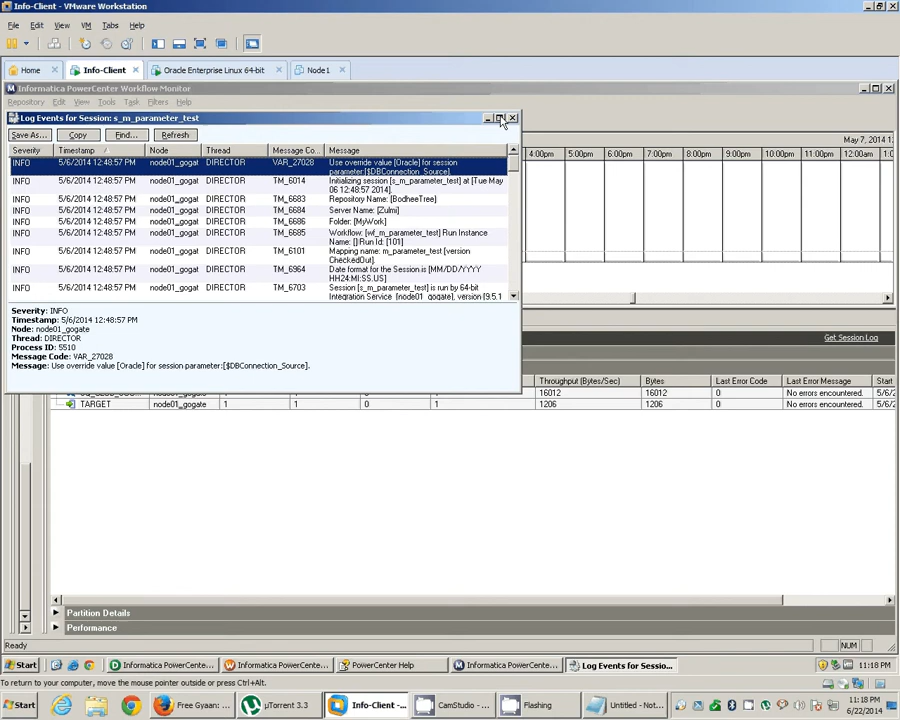 Info-Client - VMware Workstation
File Edit View VM Tabs Help
Home Info-Client Oracle Enterprise Linux 64-bit Node1
Informatica PowerCenter Workflow Monitor
Repository Edit View Tools Task Filters Help
Log Events for Session: s_m_parameter_test
Save As... Copy Find... Refresh
May 7, 2014
Severity Timestamp Node Thread Message Co... Message
4:00pm 5:00pm 6:00pm 7:00pm 8:00pm 9:00pm 10:00pm 11:00pm 12:00am
INFO 5/6/2014 12:48:57 PM node01_gogat DIRECTOR VAR_27028 Use override value [Oracle] for session
parameter:[$DBConnection_Source].
INFO 5/6/2014 12:48:57 PM node01_gogat DIRECTOR TM_6014 Initializing session [s_m_parameter_test] at [Tue May
06 12:48:57 2014].
INFO 5/6/2014 12:48:57 PM node01_gogat DIRECTOR TM_6683 Repository Name: [BodheeTree]
INFO 5/6/2014 12:48:57 PM node01_gogat DIRECTOR TM_6684 Server Name: [Zulmi]
INFO 5/6/2014 12:48:57 PM node01_gogat DIRECTOR TM_6686 Folder: [MyWork]
INFO 5/6/2014 12:48:57 PM node01_gogat DIRECTOR TM_6685 Workflow: [wf_m_parameter_test] Run Instance
Name: [] Run Id: [101]
INFO 5/6/2014 12:48:57 PM node01_gogat DIRECTOR TM_6101 Mapping name: m_parameter_test [version
CheckedOut].
INFO 5/6/2014 12:48:57 PM node01_gogat DIRECTOR TM_6964 Date format for the Session is [MM/DD/YYYY
HH24:MI:SS.US]
INFO 5/6/2014 12:48:57 PM node01_gogat DIRECTOR TM_6703 Session [s_m_parameter_test] is run by 64-bit
Integration Service [node01_gogate], version [9.5.1
Severity: INFO
Timestamp: 5/6/2014 12:48:57 PM
Node: node01_gogate
Thread: DIRECTOR
Process ID: 5510
Message Code: VAR_27028
Message: Use override value [Oracle] for session parameter:[$DBConnection_Source].
Get Session Log
Throughput (Bytes/Sec) Bytes Last Error Code Last Error Message Start
node01_gogate 1 1 0 1 16012 16012 0 No errors encountered. 5/6/2
TARGET node01_gogate 1 1 0 1 1206 1206 0 No errors encountered. 5/6/2
Partition Details
Performance
Ready NUM
Start Informatica PowerCente... Informatica PowerCente... PowerCenter Help Informatica PowerCente... Log Events for Sessio... 11:18 PM
To return to your computer, move the mouse pointer outside or press Ctrl+Alt.
Start Free Gyaan: ... µTorrent 3.3 Info-Client -... CamStudio - ... Flashing Untitled - Not... 11:18 PM
6/22/2014